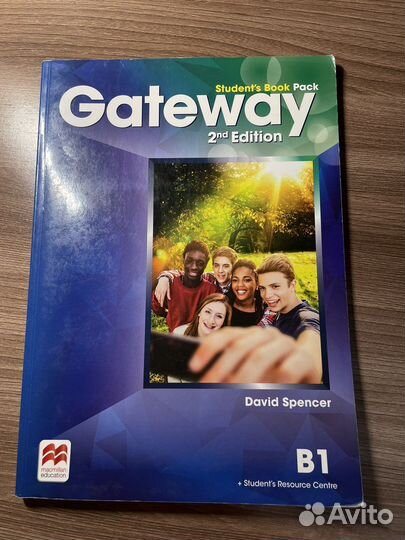 Student's Book Pack
Gateway
2nd Edition
David Spencer
B1
macmillan
education
+ Student's Resource Centre
Avito